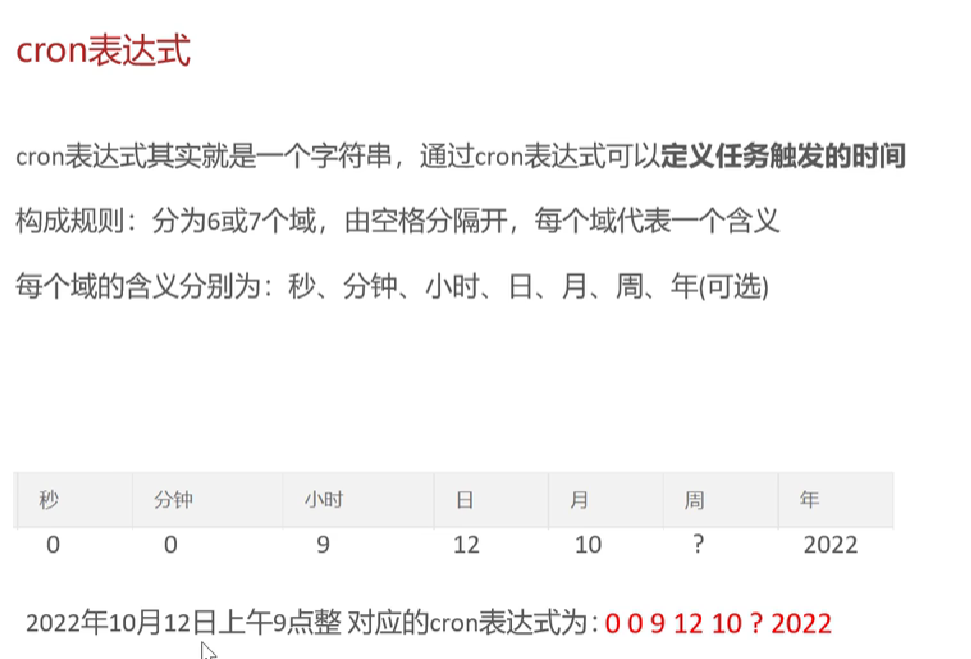 cron表达式
cron表达式其实就是一个字符串，通过cron表达式可以定义任务触发的时间
构成规则：分为6或7个域，由空格分隔开，每个域代表一个含义
每个域的含义分别为：秒、分钟、小时、日、月、周、年(可选)
秒 分钟 小时 日 月 周 年
0 0 9 12 10 ? 2022
2022年10月12日上午9点整 对应的cron表达式为：0 0 9 12 10 ? 2022